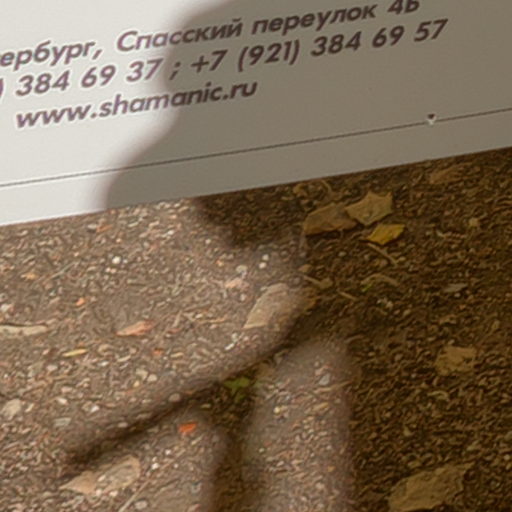 ербург, Спасский переулок 4Б
) 384 69 37 ; +7 (921) 384 69 57
www.shamanic.ru